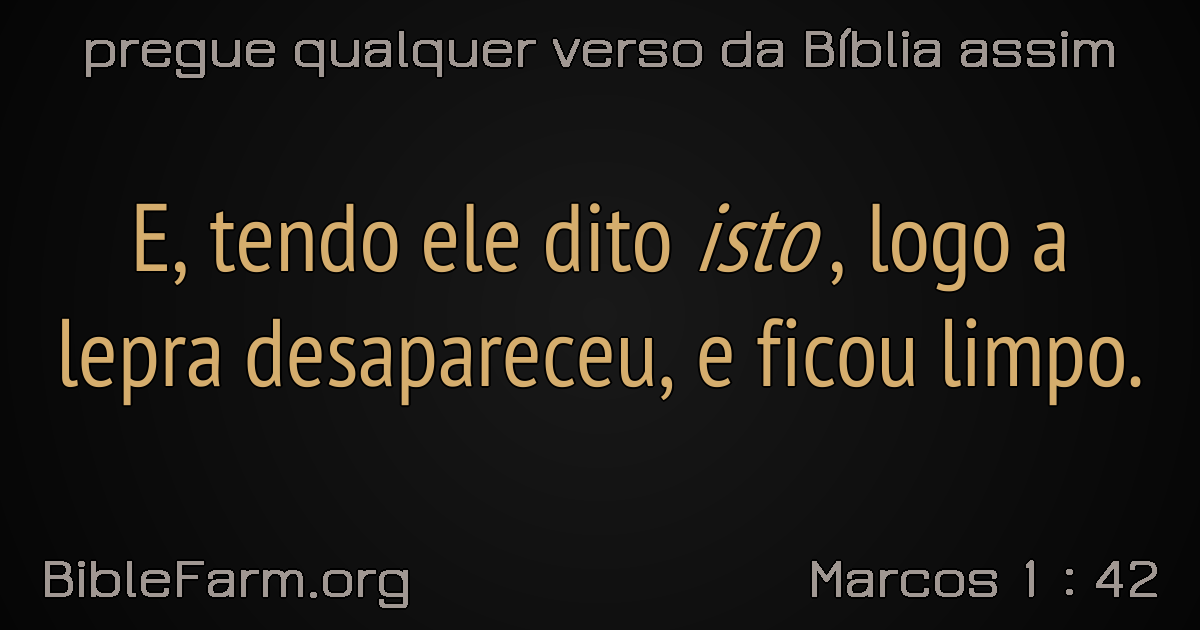 pregue qualquer verso da Bíblia assim
E, tendo ele dito isto, logo a
lepra desapareceu, e ficou limpo.
BibleFarm.org
Marcos 1 : 42